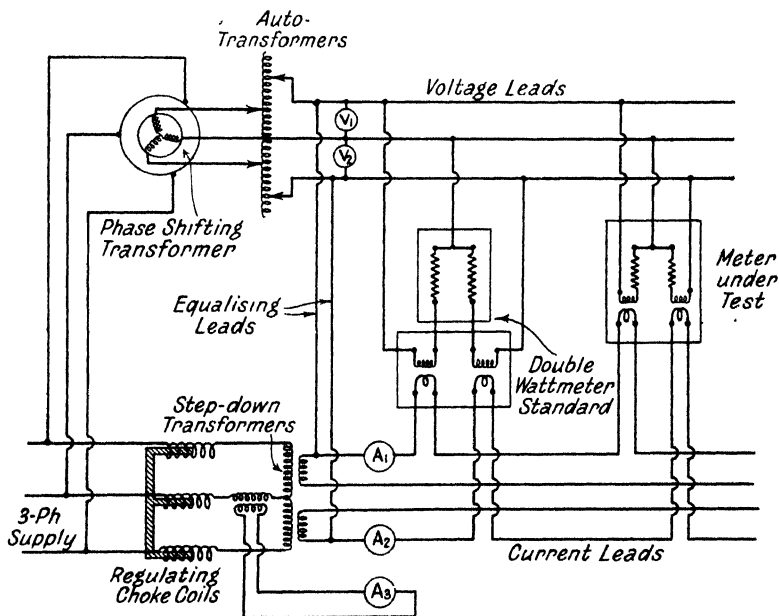 Auto-
Transformers
Voltage Leads
V1
V2
Phase Shifting
Transformer
Meter
under
Test
Equalising
Leads
Double
Wattmeter
Standard
Step-down
Transformers
A1
3-Ph
Supply
A2
Current Leads
Regulating
Choke Coils
A3